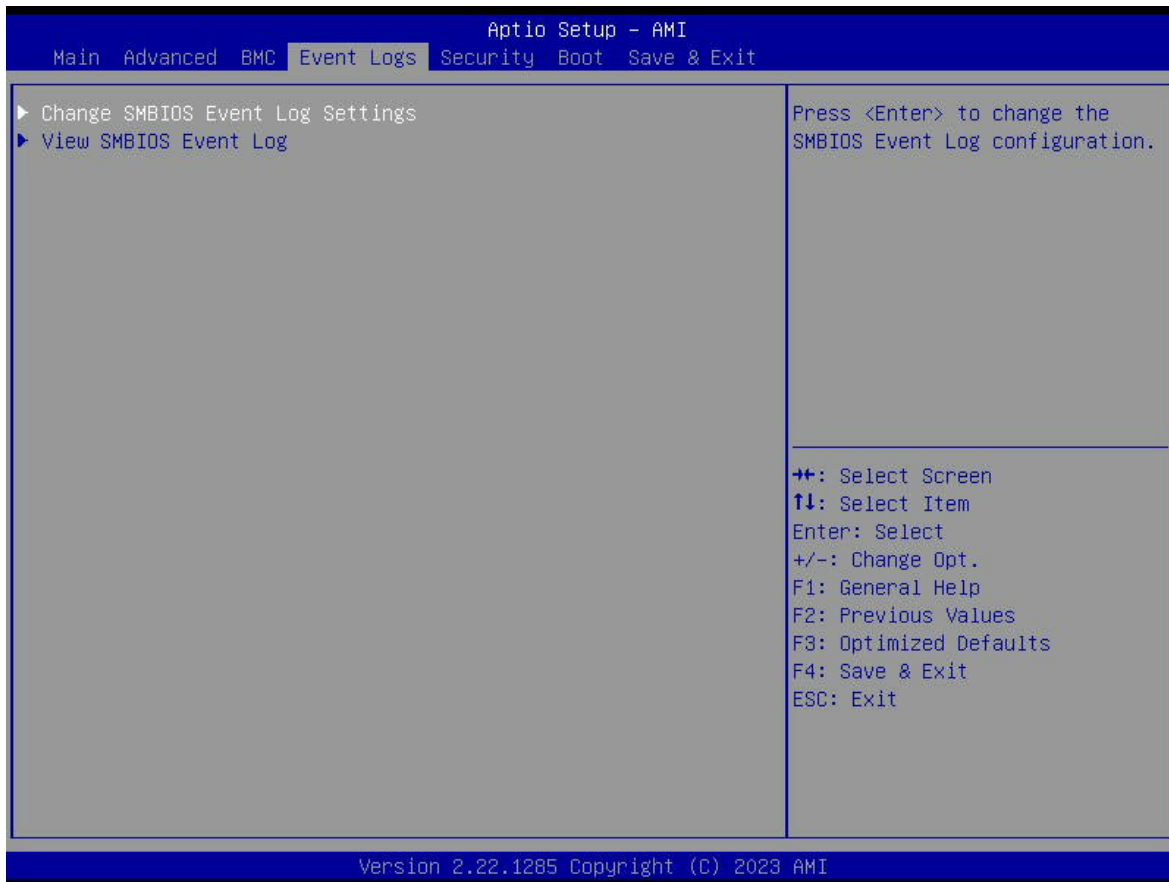 Aptio Setup – AMI
Main Advanced BMC Event Logs Security Boot Save & Exit
▶ Change SMBIOS Event Log Settings
▶ View SMBIOS Event Log
Press <Enter> to change the
SMBIOS Event Log configuration.
→←: Select Screen
↑↓: Select Item
Enter: Select
+/-: Change Opt.
F1: General Help
F2: Previous Values
F3: Optimized Defaults
F4: Save & Exit
ESC: Exit
Version 2.22.1285 Copyright (C) 2023 AMI